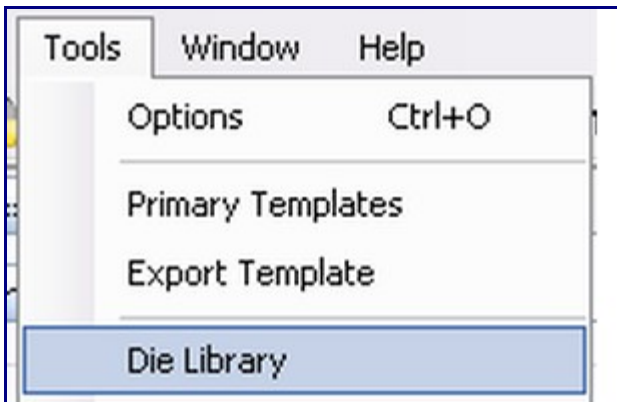 Tools Window Help
Options Ctrl+O
Primary Templates
Export Template
Die Library